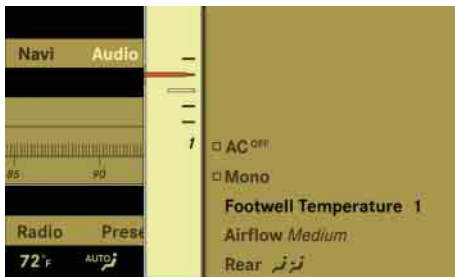 Navi Audio
85 90
Radio Prese
72°F AUTO
1
AC OFF
Mono
Footwell Temperature 1
Airflow Medium
Rear